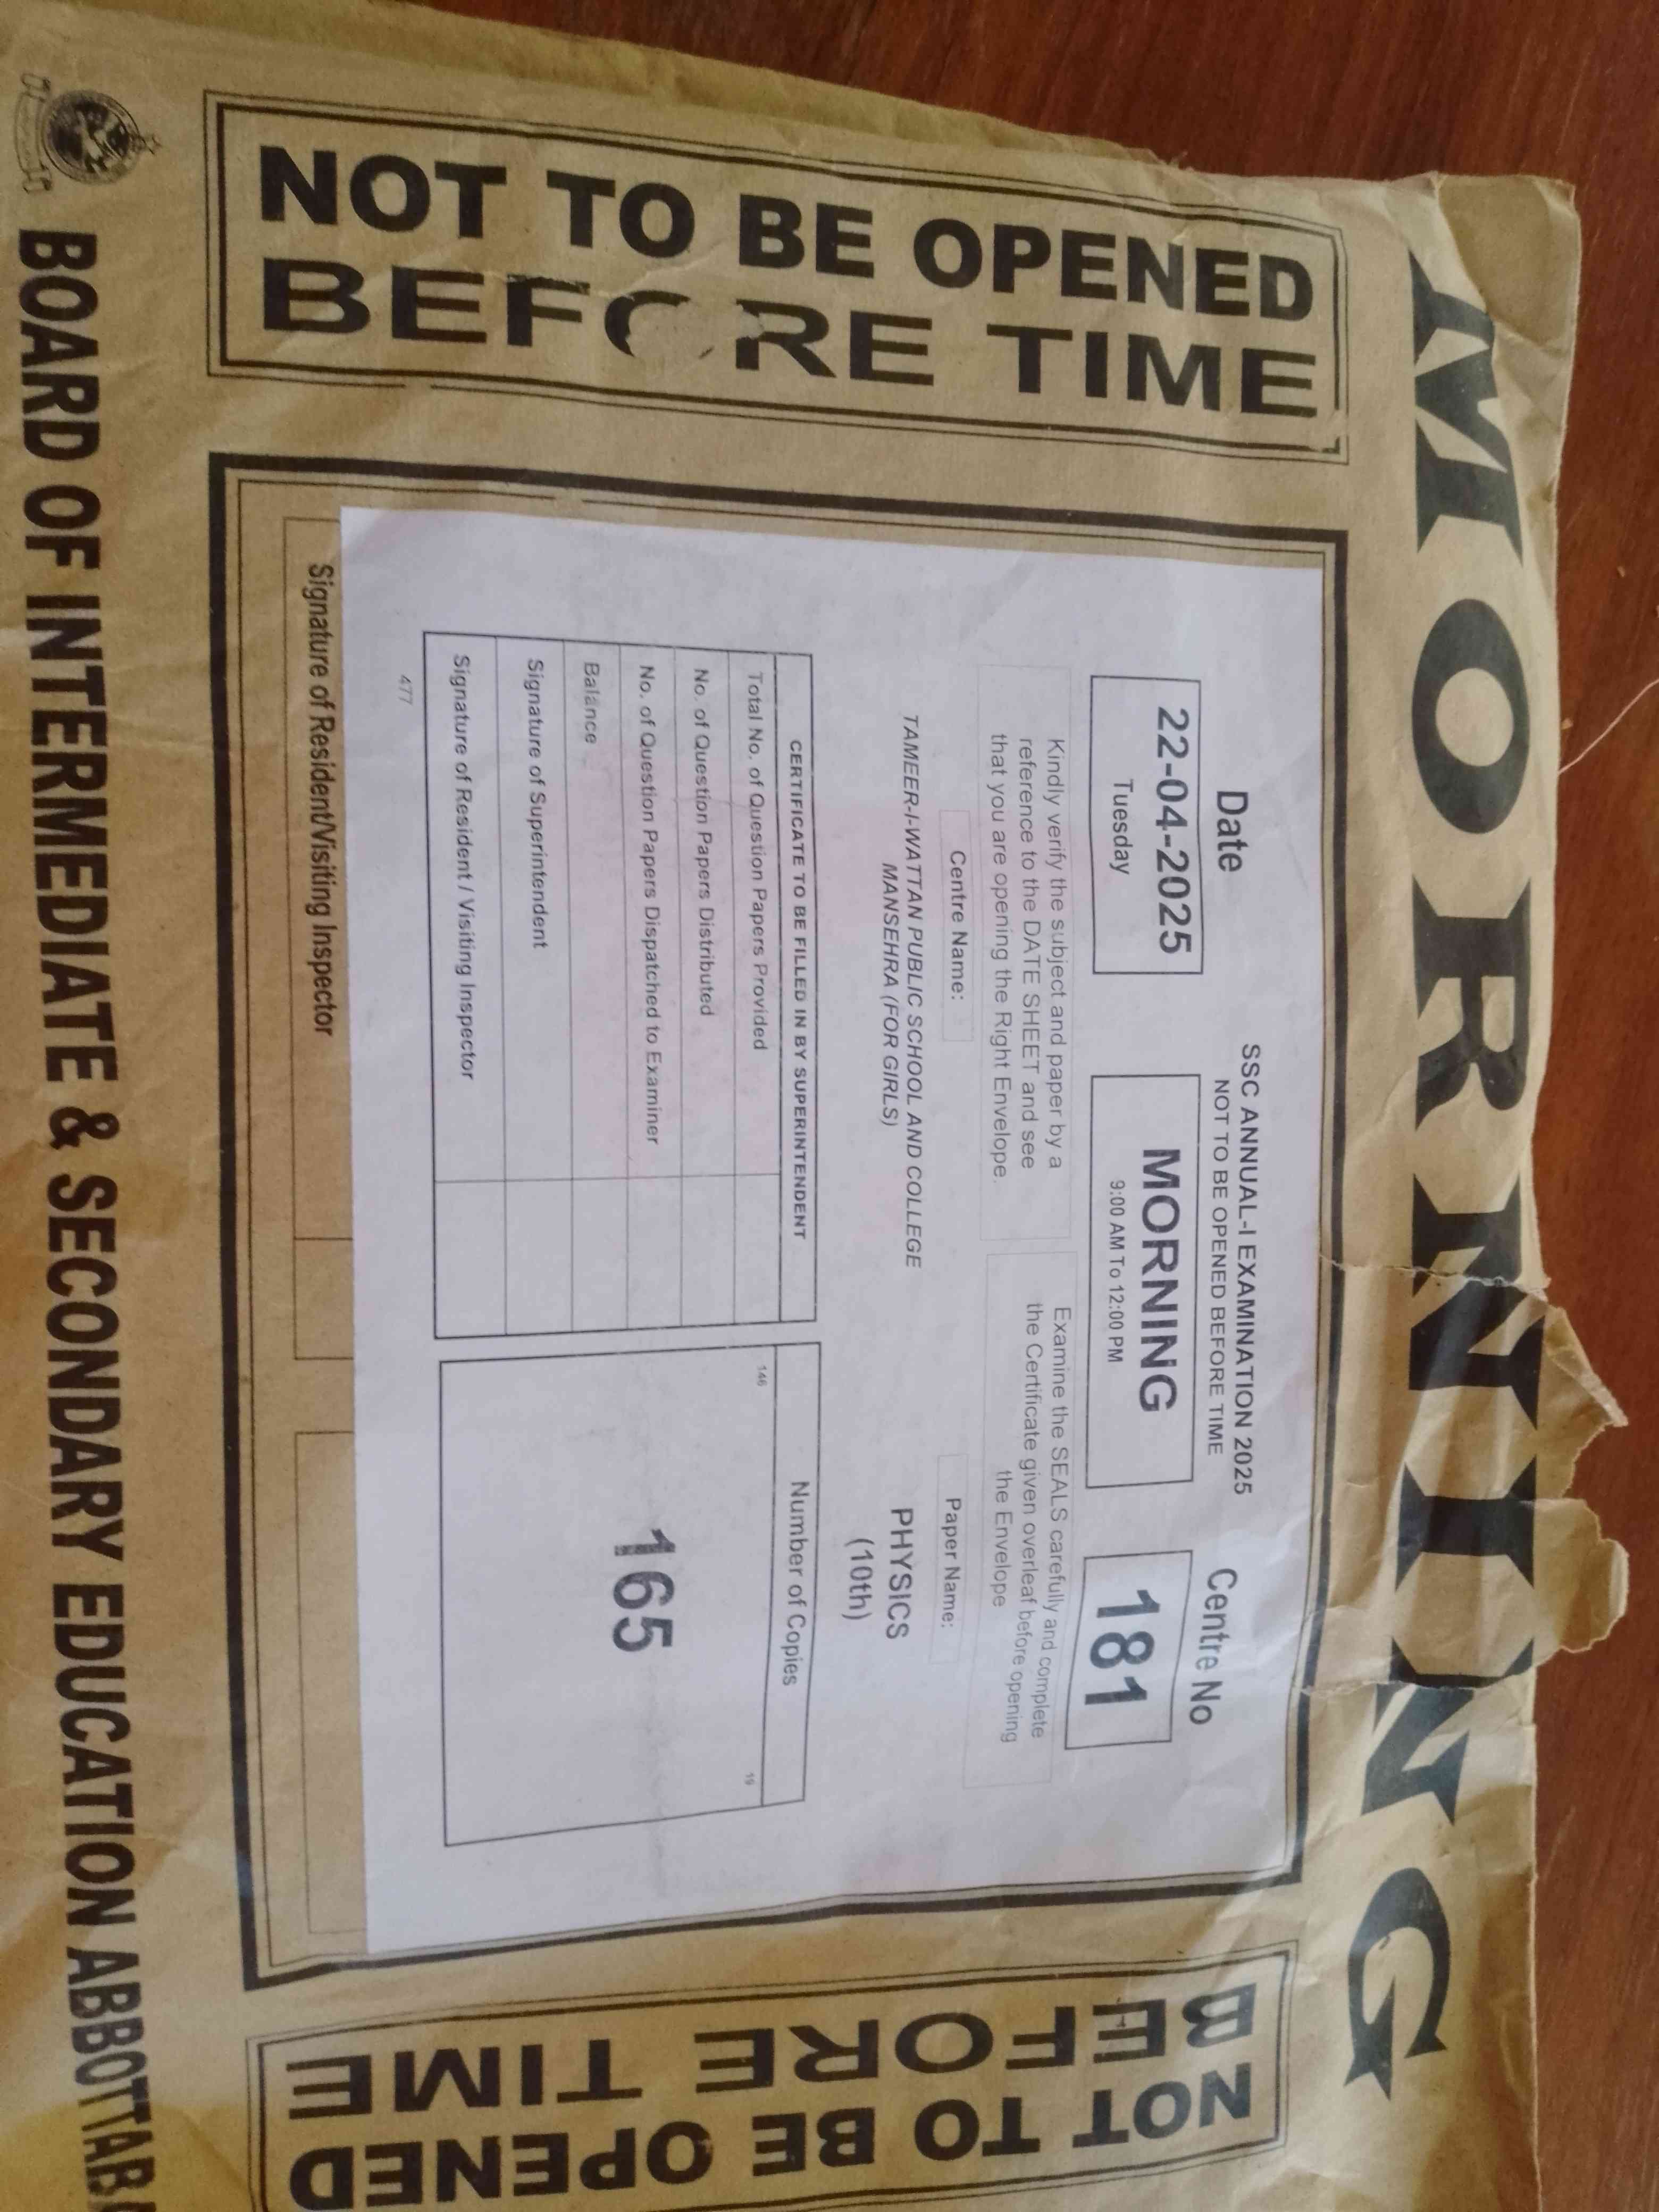 MORNING
NOT TO BE OPENED
BEFORE TIME
SSC ANNUAL-I EXAMINATION 2025
NOT TO BE OPENED BEFORE TIME
Date
22-04-2025
Tuesday
MORNING
9:00 AM To 12:00 PM
Centre No
181
Kindly verify the subject and paper by a
reference to the DATE SHEET and see
that you are opening the Right Envelope.
Examine the SEALS carefully and complete
the Certificate given overleaf before opening
the Envelope
Centre Name:
TAMEER-I-WATTAN PUBLIC SCHOOL AND COLLEGE
MANSEHRA (FOR GIRLS)
Paper Name:
PHYSICS
(10th)
CERTIFICATE TO BE FILLED IN BY SUPERINTENDENT
Total No. of Question Papers Provided
No. of Question Papers Distributed
No. of Question Papers Dispatched to Examiner
Balance
Signature of Superintendent
Signature of Resident / Visiting Inspector
477
Number of Copies
146
19
165
Signature of Resident/Visiting Inspector
NOT TO BE OPENED
BEFORE TIME
BOARD OF INTERMEDIATE & SECONDARY EDUCATION ABBOTTABA